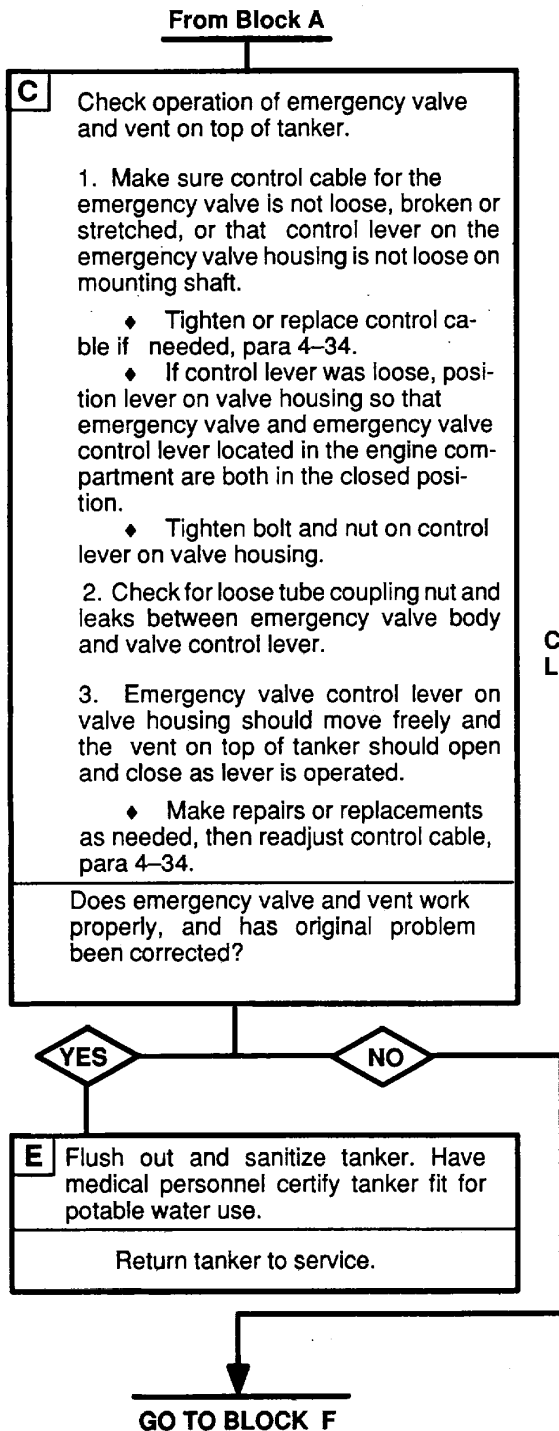 From Block A
C
Check operation of emergency valve
and vent on top of tanker.
1. Make sure control cable for the
emergency valve is not loose, broken or
stretched, or that control lever on the
emergency valve housing is not loose on
mounting shaft.
♦ Tighten or replace control ca-
ble if needed, para 4–34.
♦ If control lever was loose, posi-
tion lever on valve housing so that
emergency valve and emergency valve
control lever located in the engine com-
partment are both in the closed posi-
tion.
♦ Tighten bolt and nut on control
lever on valve housing.
2. Check for loose tube coupling nut and
leaks between emergency valve body
and valve control lever.
3. Emergency valve control lever on
valve housing should move freely and
the vent on top of tanker should open
and close as lever is operated.
♦ Make repairs or replacements
as needed, then readjust control cable,
para 4–34.
Does emergency valve and vent work
properly, and has original problem
been corrected?
C
L
YES
NO
E
Flush out and sanitize tanker. Have
medical personnel certify tanker fit for
potable water use.
Return tanker to service.
GO TO BLOCK F